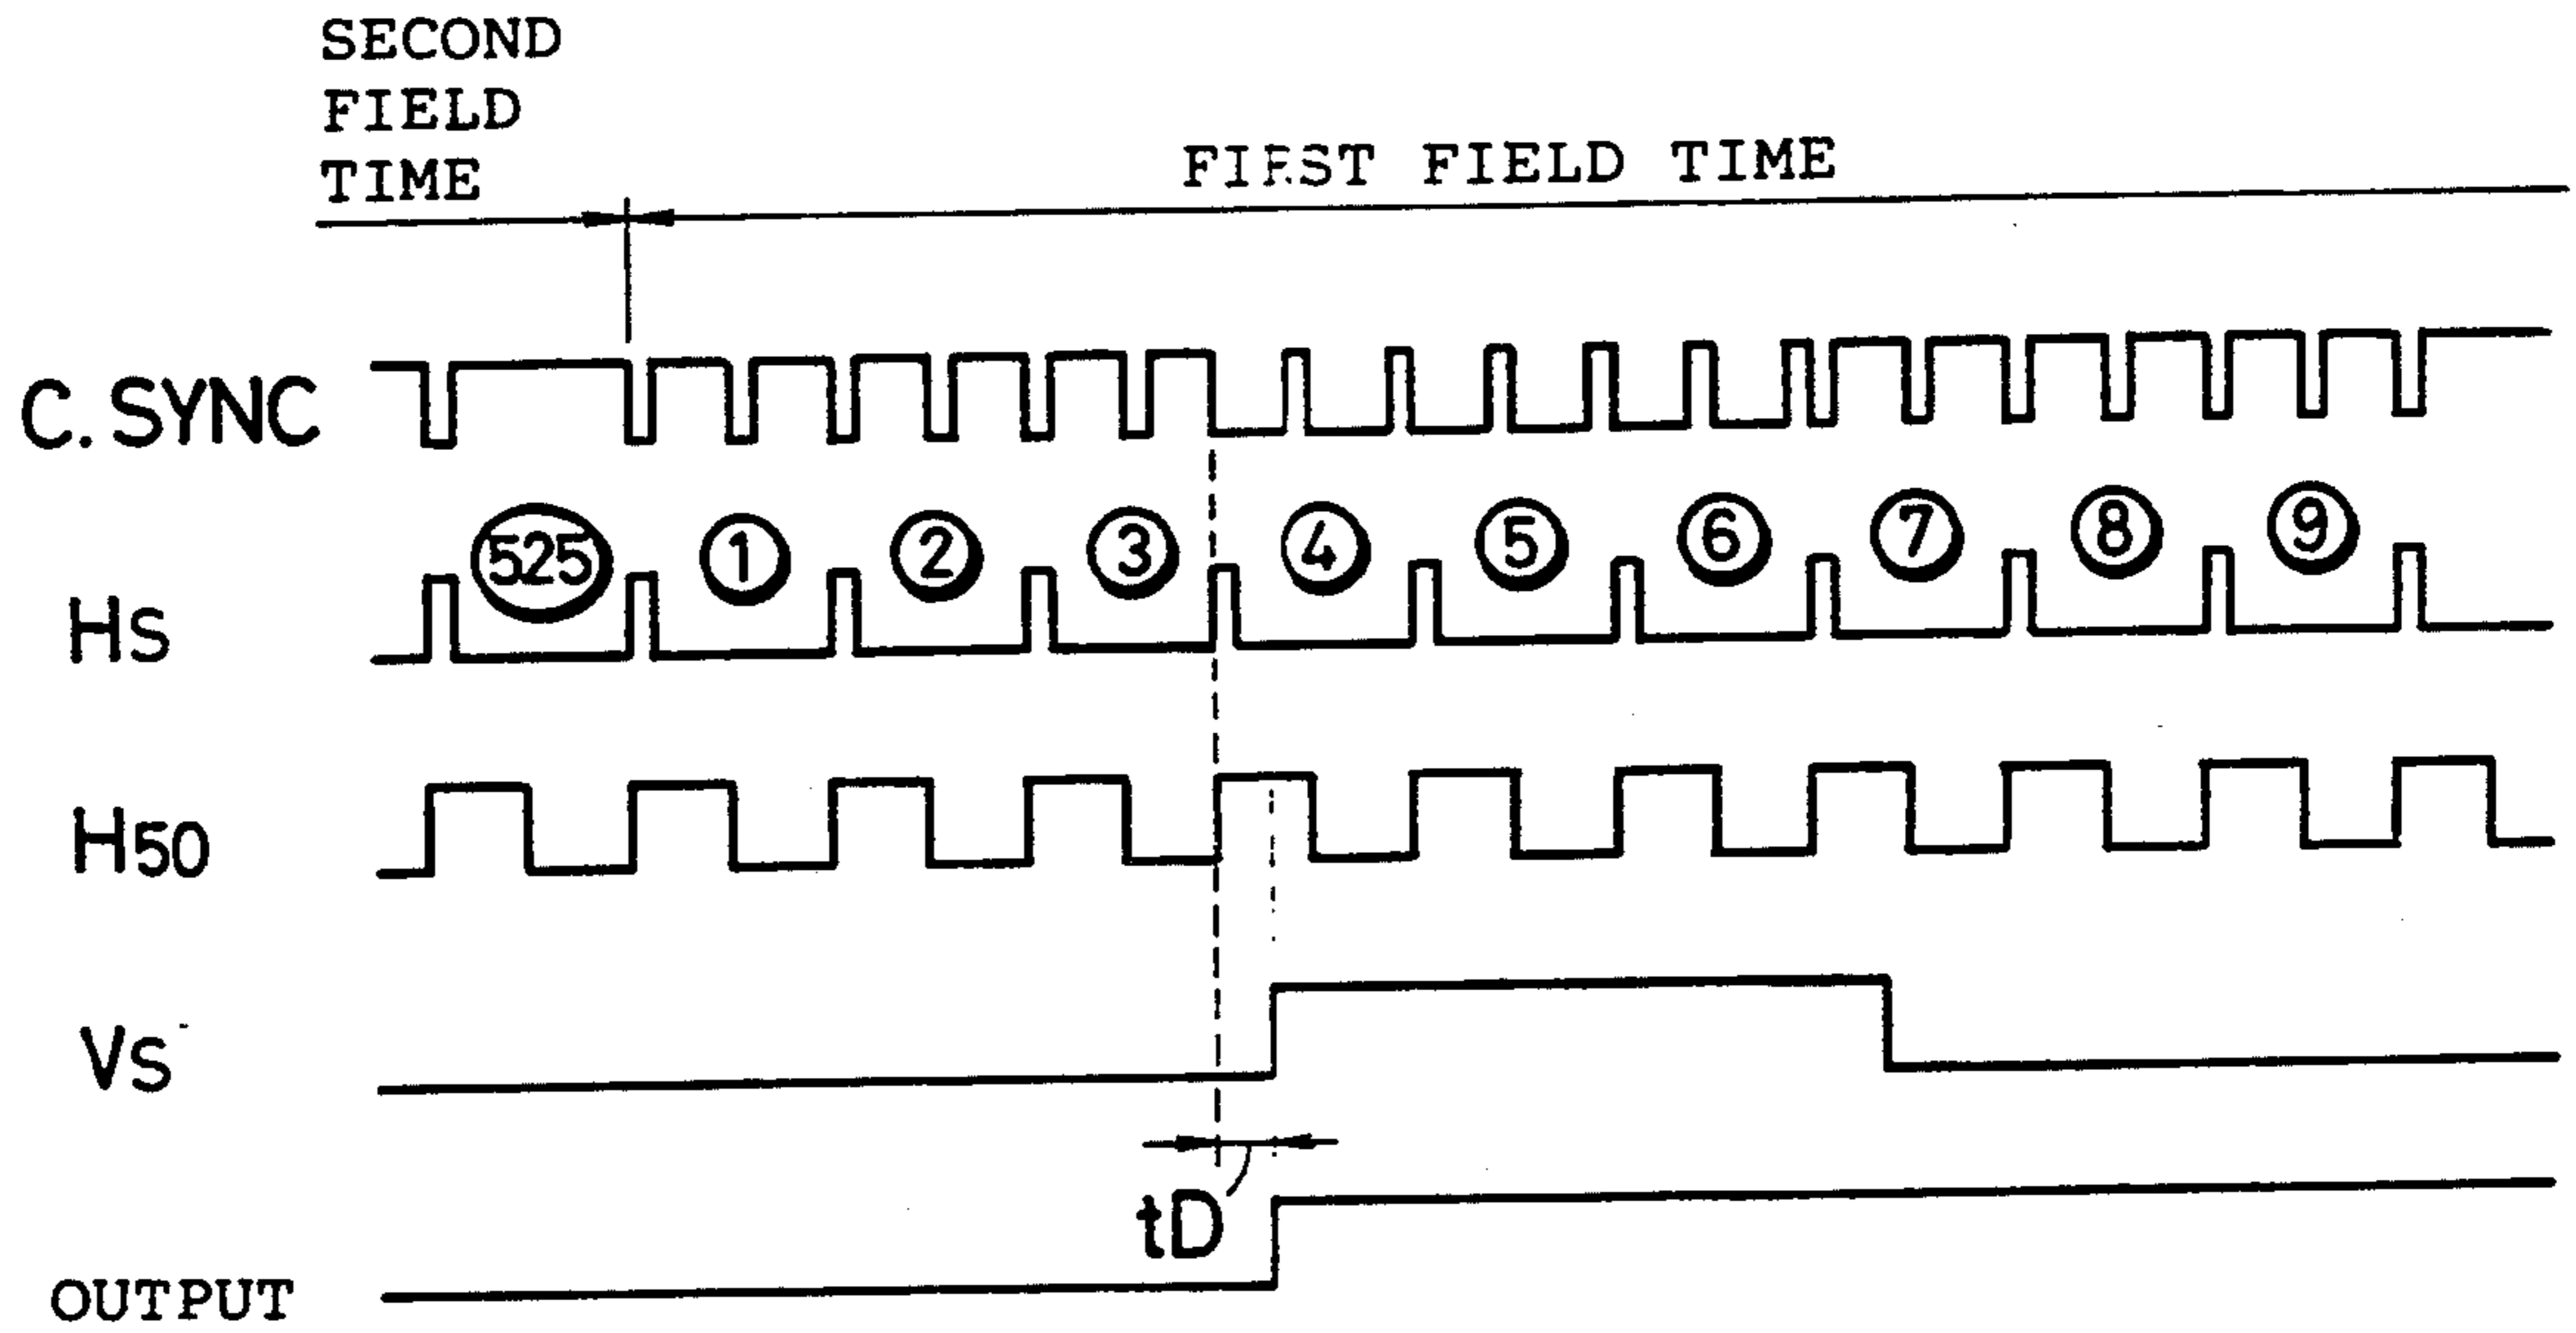 SECOND
FIELD
TIME
FIRST FIELD TIME
C. SYNC
525 1 2 3 4 5 6 7 8 9
HS
H50
VS
tD
OUTPUT